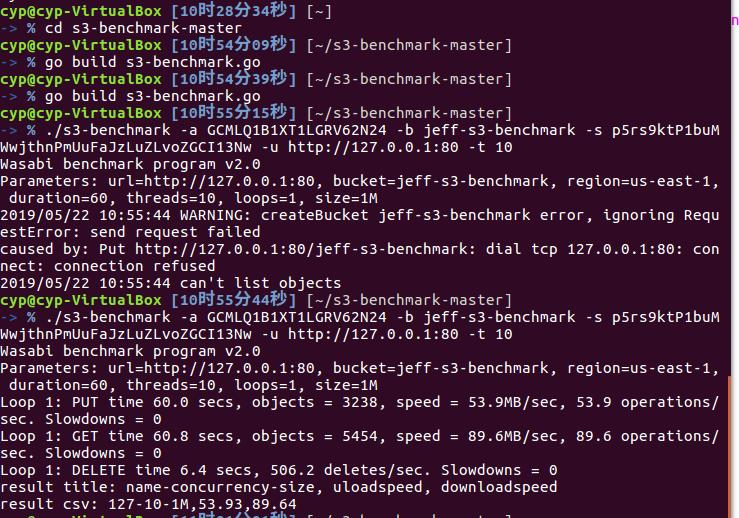 cyp@cyp-VirtualBox [10时28分34秒] [~]
-> % cd s3-benchmark-master
cyp@cyp-VirtualBox [10时54分09秒] [~/s3-benchmark-master]
-> % go build s3-benchmark.go
cyp@cyp-VirtualBox [10时54分39秒] [~/s3-benchmark-master]
-> % go build s3-benchmark.go
cyp@cyp-VirtualBox [10时55分15秒] [~/s3-benchmark-master]
-> % ./s3-benchmark -a GCMLQ1B1XT1LGRV62N24 -b jeff-s3-benchmark -s p5rs9ktP1buM
WwjthnPmUuFaJzLuZLvoZGCI13Nw -u http://127.0.0.1:80 -t 10
Wasabi benchmark program v2.0
Parameters: url=http://127.0.0.1:80, bucket=jeff-s3-benchmark, region=us-east-1,
 duration=60, threads=10, loops=1, size=1M
2019/05/22 10:55:44 WARNING: createBucket jeff-s3-benchmark error, ignoring Requ
estError: send request failed
caused by: Put http://127.0.0.1:80/jeff-s3-benchmark: dial tcp 127.0.0.1:80: con
nect: connection refused
2019/05/22 10:55:44 can't list objects
cyp@cyp-VirtualBox [10时55分44秒] [~/s3-benchmark-master]
-> % ./s3-benchmark -a GCMLQ1B1XT1LGRV62N24 -b jeff-s3-benchmark -s p5rs9ktP1buM
WwjthnPmUuFaJzLuZLvoZGCI13Nw -u http://127.0.0.1:80 -t 10
Wasabi benchmark program v2.0
Parameters: url=http://127.0.0.1:80, bucket=jeff-s3-benchmark, region=us-east-1,
 duration=60, threads=10, loops=1, size=1M
Loop 1: PUT time 60.0 secs, objects = 3238, speed = 53.9MB/sec, 53.9 operations/
sec. Slowdowns = 0
Loop 1: GET time 60.8 secs, objects = 5454, speed = 89.6MB/sec, 89.6 operations/
sec. Slowdowns = 0
Loop 1: DELETE time 6.4 secs, 506.2 deletes/sec. Slowdowns = 0
result title: name-concurrency-size, uloadspeed, downloadspeed
result csv: 127-10-1M,53.93,89.64